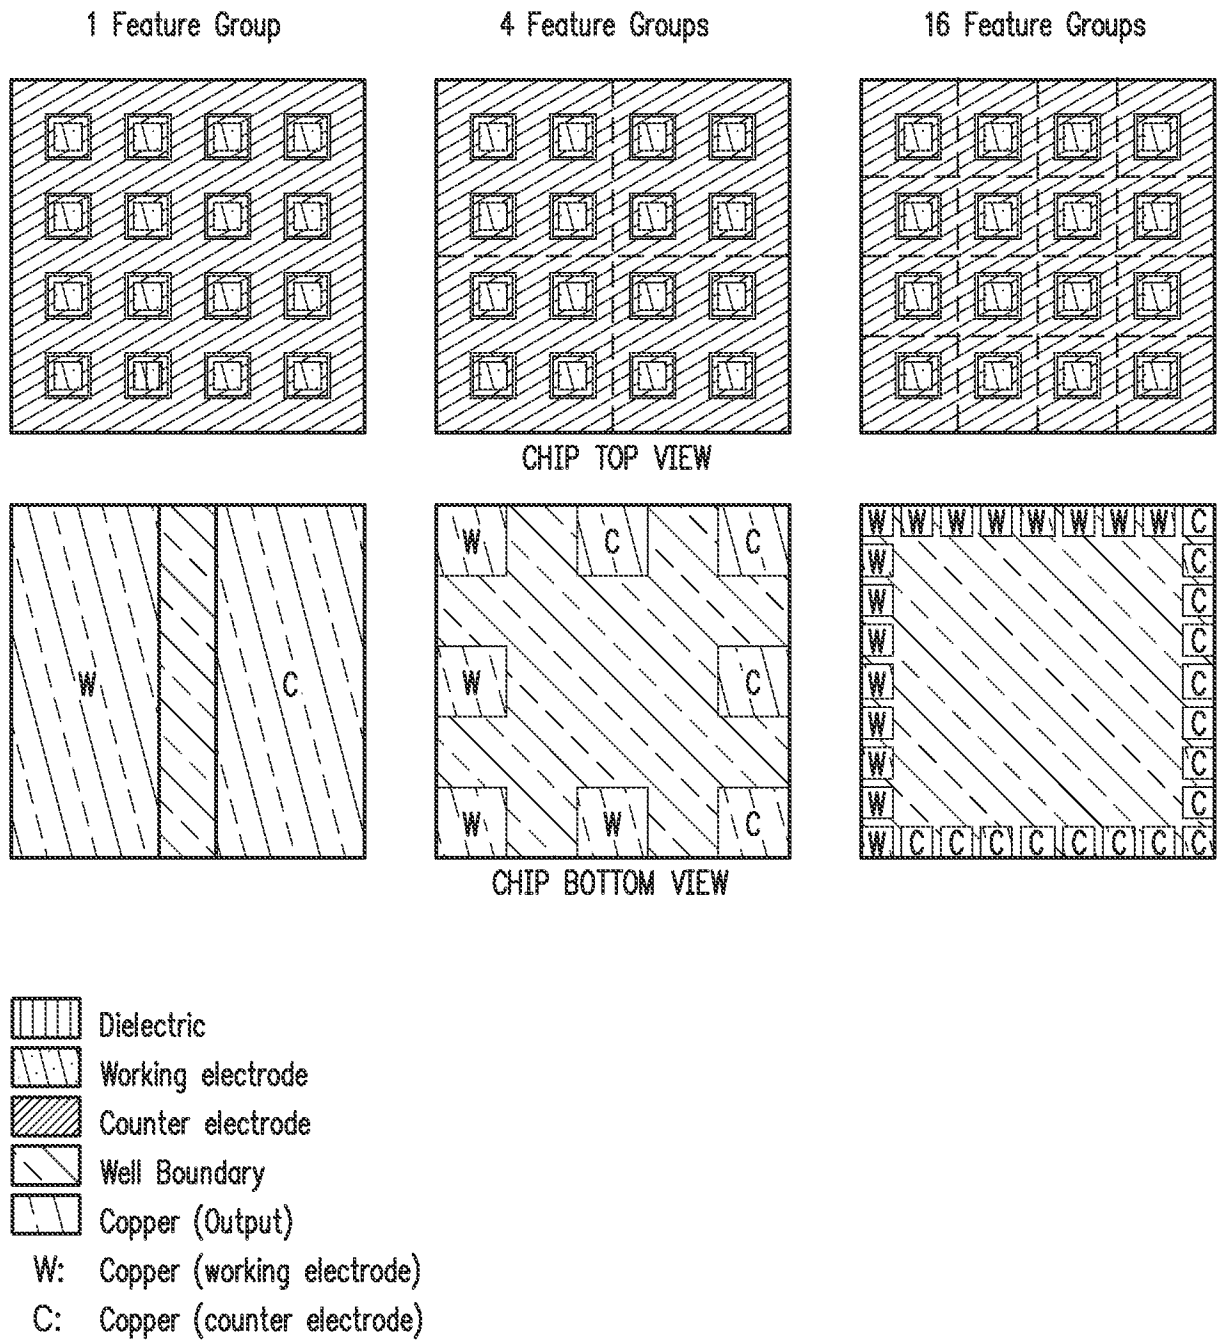 1 Feature Group 4 Feature Groups 16 Feature Groups
CHIP TOP VIEW
W C
W C C
W C
W W C
W W W W W W W W C
W C
W C
W C
W C
W C
W C
W C
W C C C C C C C C
CHIP BOTTOM VIEW
Dielectric
Working electrode
Counter electrode
Well Boundary
Copper (Output)
W: Copper (working electrode)
C: Copper (counter electrode)